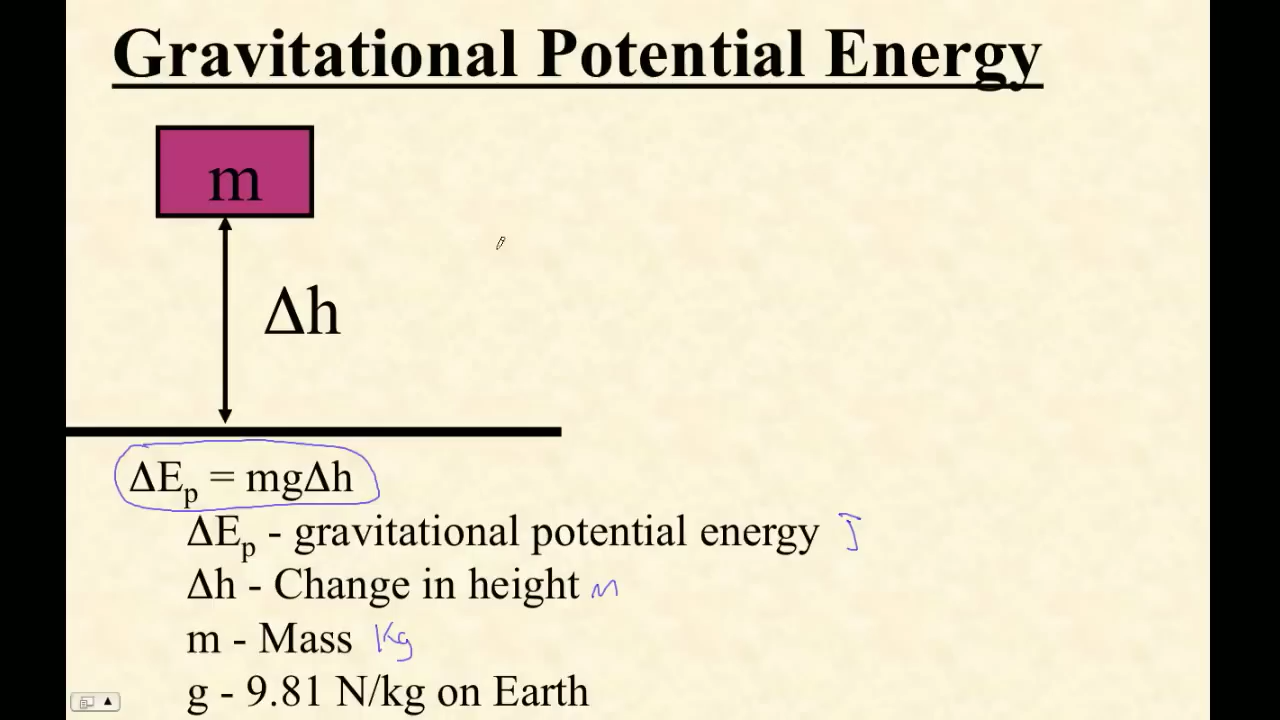 Gravitational Potential Energy
m
Δh
ΔEp = mgΔh
ΔEp - gravitational potential energy J
Δh - Change in height m
m - Mass Kg
g - 9.81 N/kg on Earth